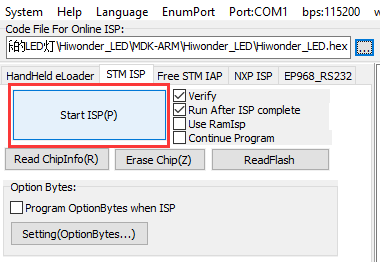 System Help Language EnumPort Port:COM1 bps:115200
Code File For Online ISP:
的LED灯\Hiwonder_LED\MDK-ARM\Hiwonder_LED\Hiwonder_LED.hex ...
HandHeld eLoader STM ISP Free STM IAP NXP ISP EP968_RS232
Start ISP(P)
Verify
Run After ISP complete
Use RamIsp
Continue Program
Read ChipInfo(R) Erase Chip(Z) ReadFlash
Option Bytes:
Program OptionBytes when ISP
Setting(OptionBytes...)